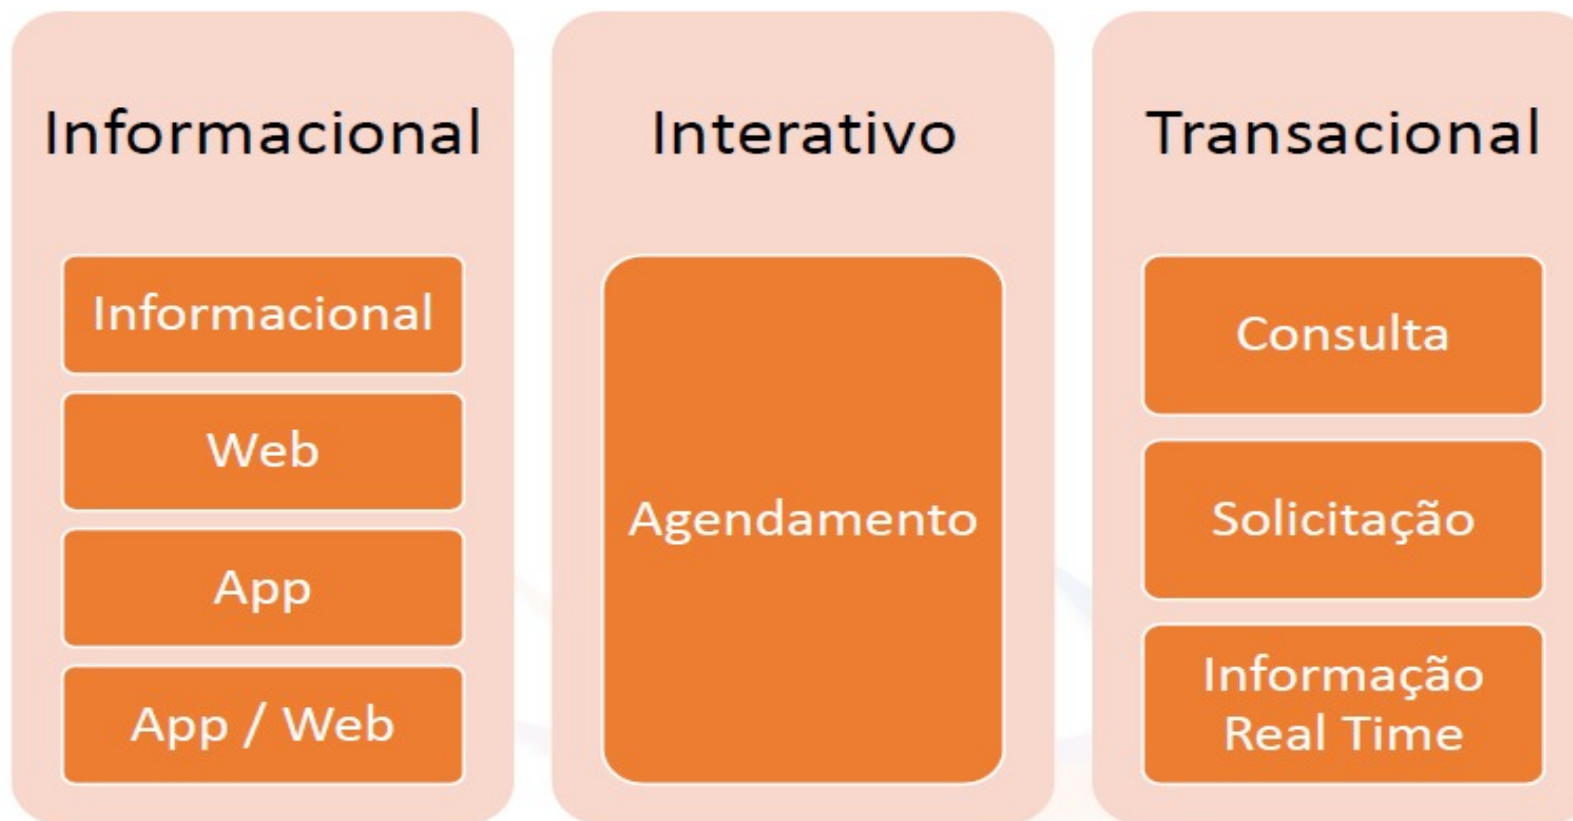 Informacional
Informacional
Web
App
App / Web
Interativo
Agendamento
Transacional
Consulta
Solicitação
Informação
Real Time